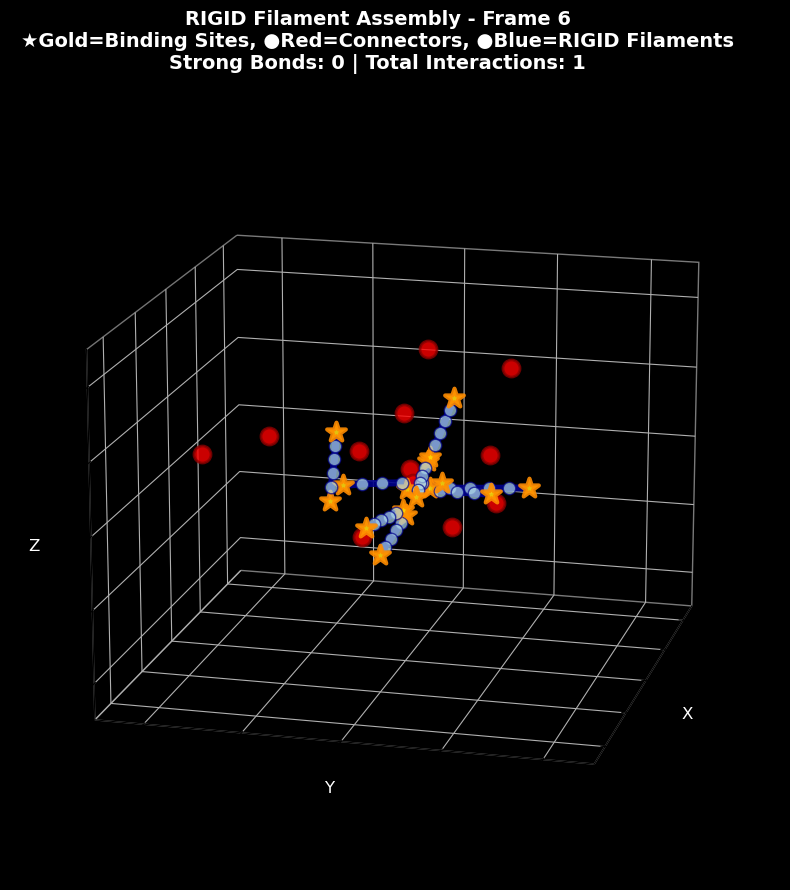 RIGID Filament Assembly - Frame 6
★Gold=Binding Sites, ●Red=Connectors, ●Blue=RIGID Filaments
Strong Bonds: 0 | Total Interactions: 1
Z
X
Y